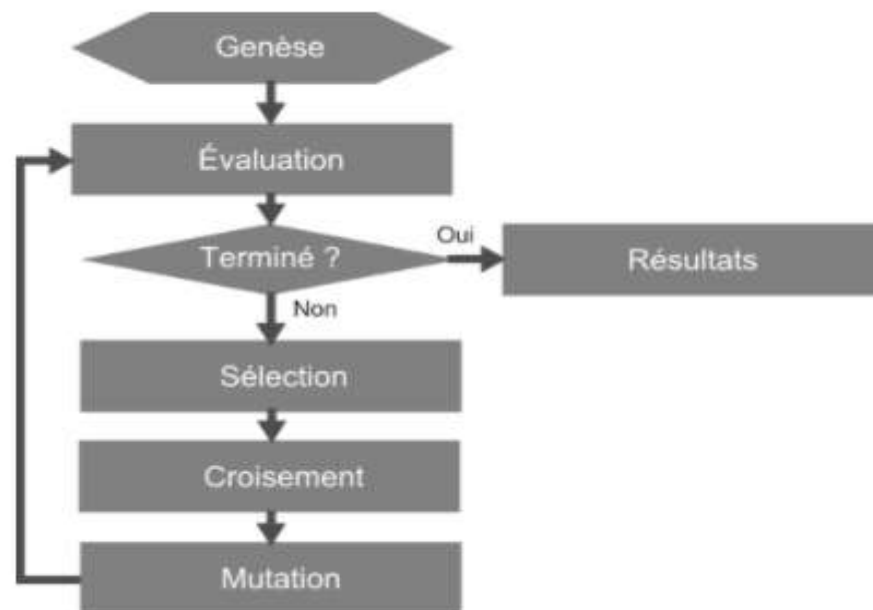 Genèse
Évaluation
Terminé ?
Oui
Résultats
Non
Sélection
Croisement
Mutation